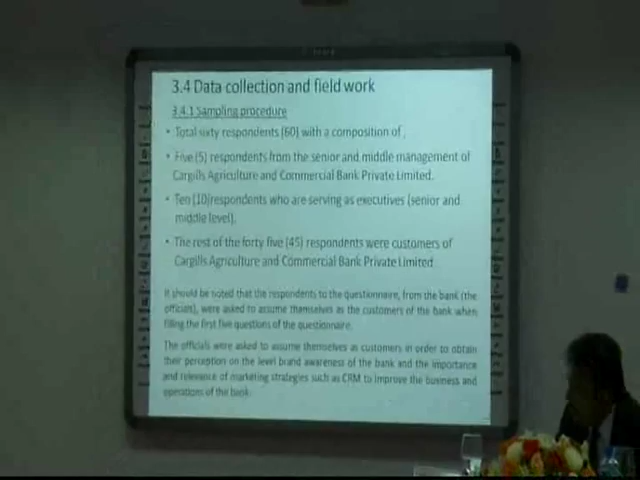 3.4 Data collection and field work
3.4.1 Sampling procedure
• Total sixty respondents (60) with a composition of,
• Five (5) respondents from the senior and middle management of
Cargills Agriculture and Commercial Bank Private Limited.
• Ten (10)respondents who are serving as executives (senior and
middle level).
• The rest of the forty five (45) respondents were customers of
Cargills Agriculture and Commercial Bank Private Limited
It should be noted that the respondents to the questionnaire, from the bank (the
officials), were asked to assume themselves as the customers of the bank when
filling the first five questions of the questionnaire.
The officials were asked to assume themselves as customers in order to obtain
their perception on the level brand awareness of the bank and the importance
and relevance of marketing strategies such as CRM to improve the business and
operations of the bank.